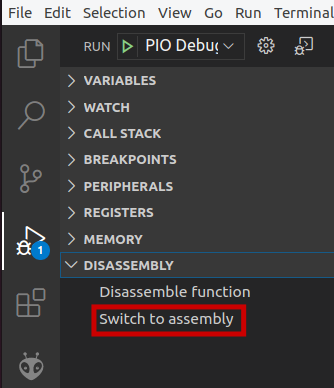 File Edit Selection View Go Run Terminal
RUN PIO Debug
VARIABLES
WATCH
CALL STACK
BREAKPOINTS
PERIPHERALS
REGISTERS
MEMORY
1
DISASSEMBLY
Disassemble function
Switch to assembly